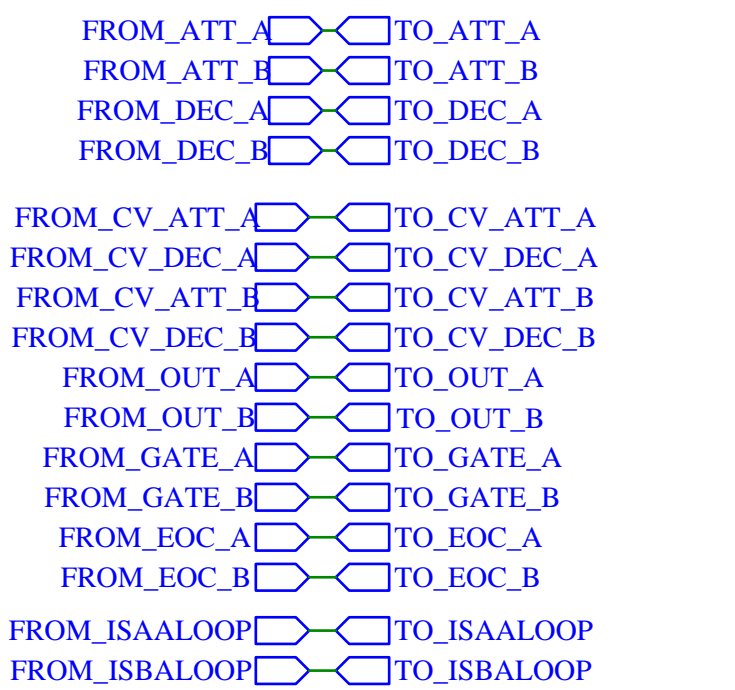 FROM_ATT_A TO_ATT_A
FROM_ATT_B TO_ATT_B
FROM_DEC_A TO_DEC_A
FROM_DEC_B TO_DEC_B
FROM_CV_ATT_A TO_CV_ATT_A
FROM_CV_DEC_A TO_CV_DEC_A
FROM_CV_ATT_B TO_CV_ATT_B
FROM_CV_DEC_B TO_CV_DEC_B
FROM_OUT_A TO_OUT_A
FROM_OUT_B TO_OUT_B
FROM_GATE_A TO_GATE_A
FROM_GATE_B TO_GATE_B
FROM_EOC_A TO_EOC_A
FROM_EOC_B TO_EOC_B
FROM_ISAALOOP TO_ISAALOOP
FROM_ISBALOOP TO_ISBALOOP